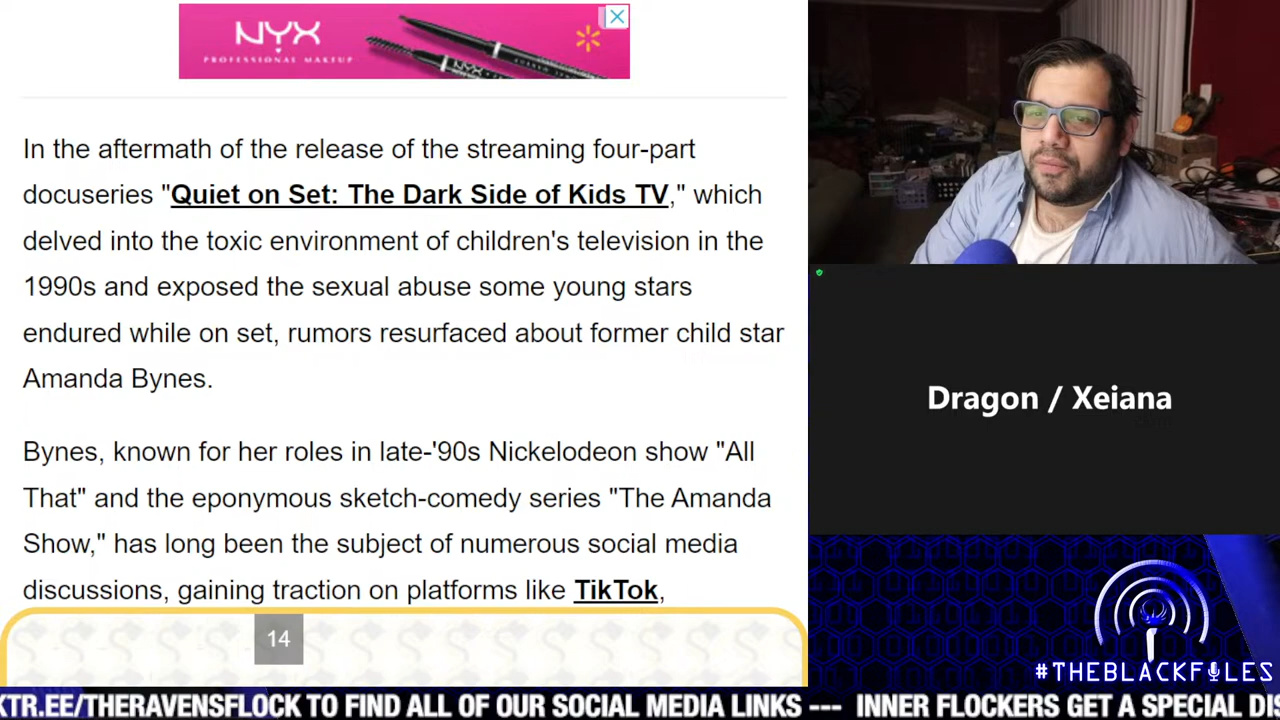 NYX
PROFESSIONAL MAKEUP
In the aftermath of the release of the streaming four-part
docuseries "Quiet on Set: The Dark Side of Kids TV," which
delved into the toxic environment of children's television in the
1990s and exposed the sexual abuse some young stars
endured while on set, rumors resurfaced about former child star
Amanda Bynes.
Bynes, known for her roles in late-'90s Nickelodeon show "All
That" and the eponymous sketch-comedy series "The Amanda
Show," has long been the subject of numerous social media
discussions, gaining traction on platforms like TikTok,
14
Dragon / Xeiana
#THEBLACKFILES
KTR.EE/THERAVENSFLOCK TO FIND ALL OF OUR SOCIAL MEDIA LINKS --- INNER FLOCKERS GET A SPECIAL DIS